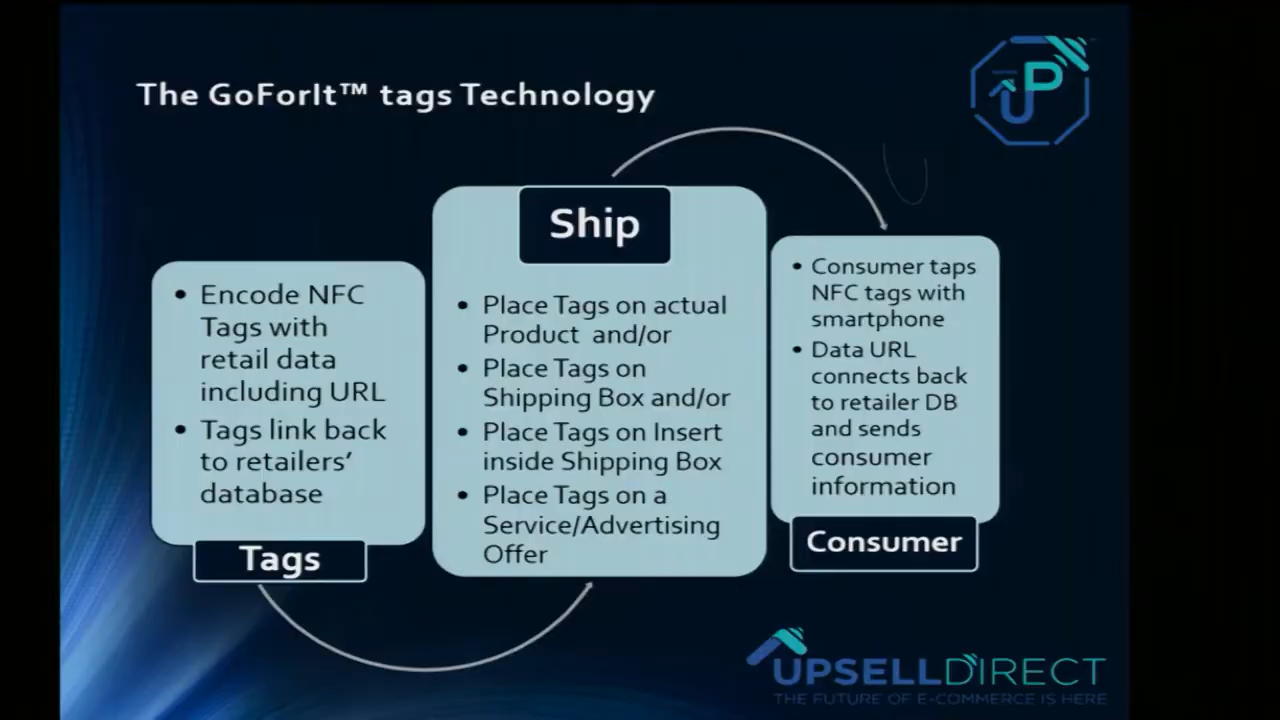 The GoForIt™ tags Technology
UP
Encode NFC
Tags with
retail data
including URL
Tags link back
to retailers’
database
Tags
Ship
Place Tags on actual
Product and/or
Place Tags on
Shipping Box and/or
Place Tags on Insert
inside Shipping Box
Place Tags on a
Service/Advertising
Offer
Consumer taps
NFC tags with
smartphone
Data URL
connects back
to retailer DB
and sends
consumer
information
Consumer
UPSELLDIRECT
THE FUTURE OF E-COMMERCE IS HERE